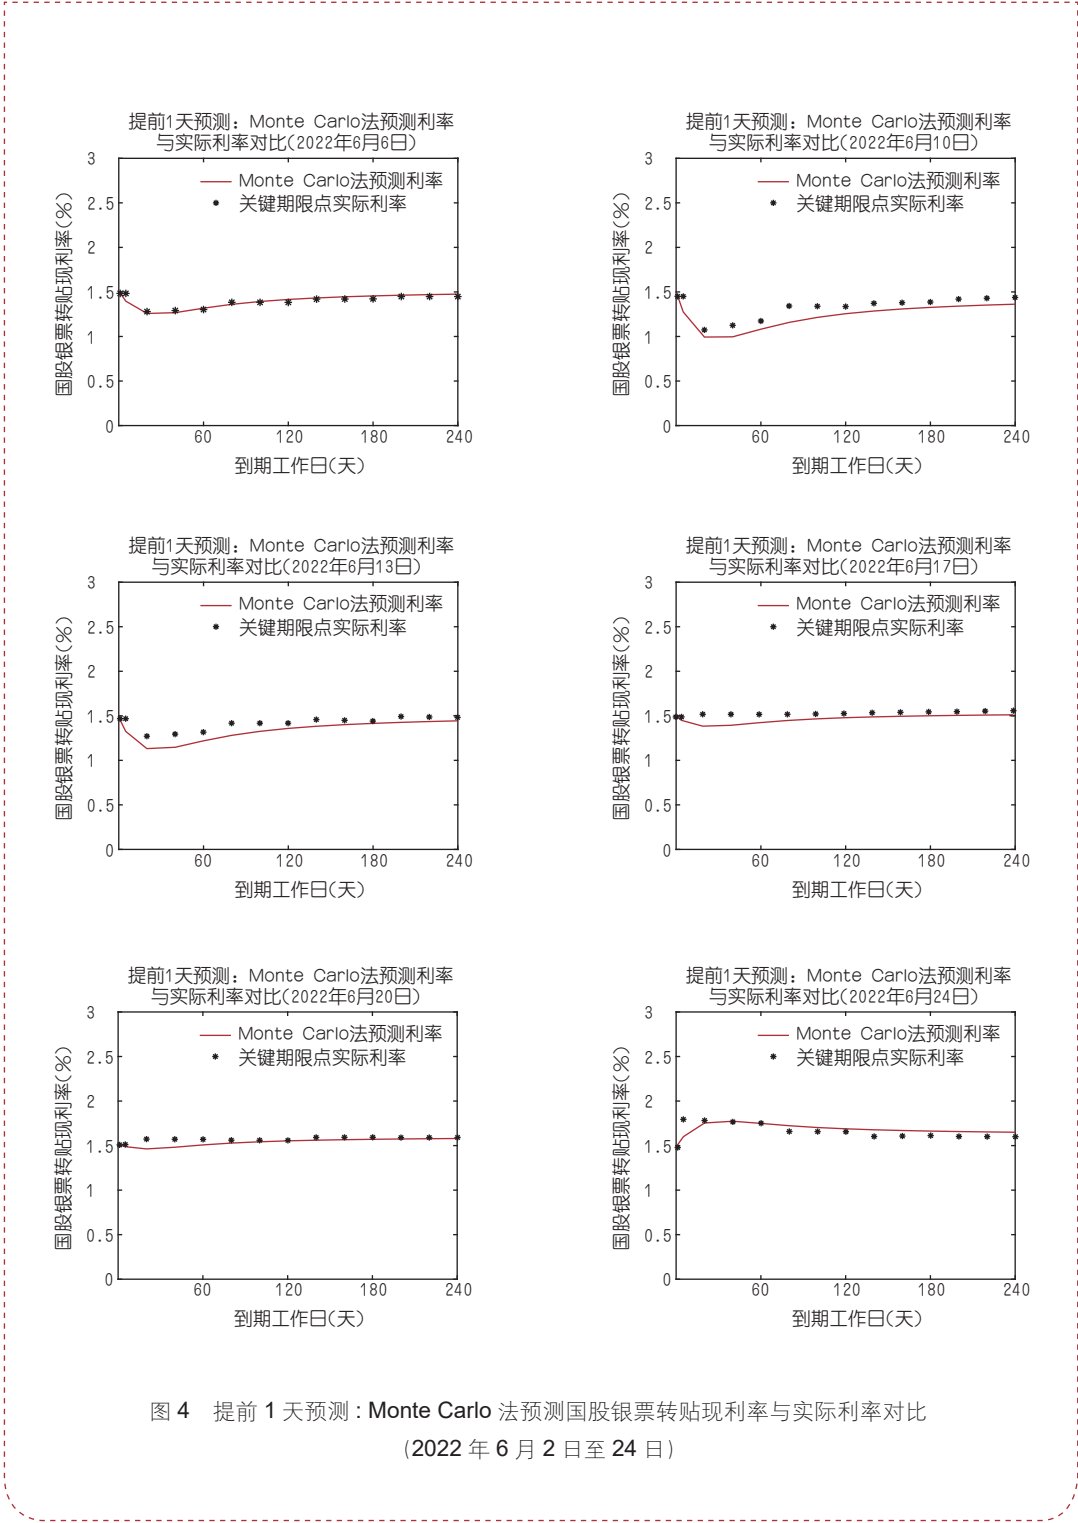 提前1天预测：Monte Carlo法预测利率
与实际利率对比(2022年6月6日)
3
2.5
2
1.5
1
0.5
0
国股银票转贴现利率(%)
Monte Carlo法预测利率
关键期限点实际利率
60 120 180 240
到期工作日(天)
提前1天预测：Monte Carlo法预测利率
与实际利率对比(2022年6月10日)
3
2.5
2
1.5
1
0.5
0
国股银票转贴现利率(%)
Monte Carlo法预测利率
关键期限点实际利率
60 120 180 240
到期工作日(天)
提前1天预测：Monte Carlo法预测利率
与实际利率对比(2022年6月13日)
3
2.5
2
1.5
1
0.5
0
国股银票转贴现利率(%)
Monte Carlo法预测利率
关键期限点实际利率
60 120 180 240
到期工作日(天)
提前1天预测：Monte Carlo法预测利率
与实际利率对比(2022年6月17日)
3
2.5
2
1.5
1
0.5
0
国股银票转贴现利率(%)
Monte Carlo法预测利率
关键期限点实际利率
60 120 180 240
到期工作日(天)
提前1天预测：Monte Carlo法预测利率
与实际利率对比(2022年6月20日)
3
2.5
2
1.5
1
0.5
0
国股银票转贴现利率(%)
Monte Carlo法预测利率
关键期限点实际利率
60 120 180 240
到期工作日(天)
提前1天预测：Monte Carlo法预测利率
与实际利率对比(2022年6月24日)
3
2.5
2
1.5
1
0.5
0
国股银票转贴现利率(%)
Monte Carlo法预测利率
关键期限点实际利率
60 120 180 240
到期工作日(天)
图 4 提前 1 天预测 : Monte Carlo 法预测国股银票转贴现利率与实际利率对比
(2022 年 6 月 2 日至 24 日)